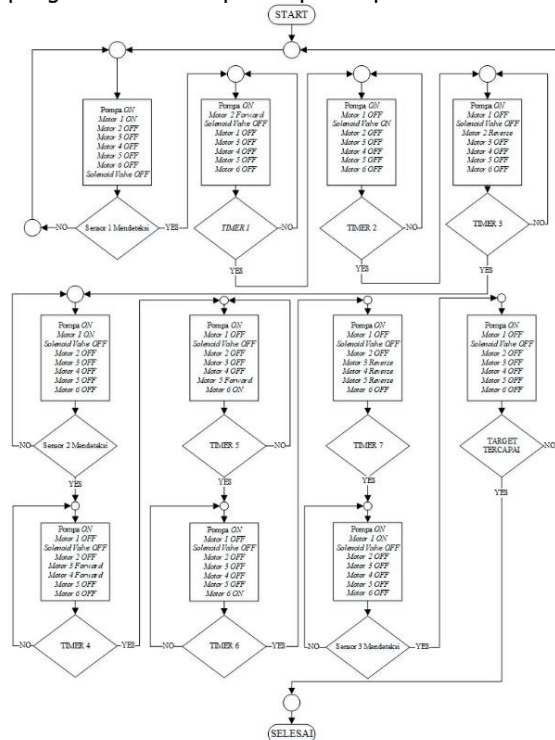 START
Pompa ON
Motor 1 ON
Motor 2 OFF
Motor 3 OFF
Motor 4 OFF
Motor 5 OFF
Motor 6 OFF
Solenoid Valve OFF
NO
Sensor 1 Mendeteksi
YES
Pompa ON
Motor 2 Forward
Solenoid Valve OFF
Motor 1 OFF
Motor 3 OFF
Motor 4 OFF
Motor 5 OFF
Motor 6 OFF
TIMER 1
NO
YES
Pompa ON
Motor 1 OFF
Solenoid Valve ON
Motor 2 OFF
Motor 3 OFF
Motor 4 OFF
Motor 5 OFF
Motor 6 OFF
TIMER 2
NO
YES
Pompa ON
Motor 1 OFF
Solenoid Valve OFF
Motor 2 Reverse
Motor 3 OFF
Motor 4 OFF
Motor 5 OFF
Motor 6 OFF
TIMER 3
NO
YES
Pompa ON
Motor 1 ON
Solenoid Valve OFF
Motor 2 OFF
Motor 3 OFF
Motor 4 OFF
Motor 5 OFF
Motor 6 OFF
NO
Sensor 2 Mendeteksi
YES
Pompa ON
Motor 1 OFF
Solenoid Valve OFF
Motor 2 OFF
Motor 3 Forward
Motor 4 Forward
Motor 5 OFF
Motor 6 OFF
NO
TIMER 4
YES
Pompa ON
Motor 1 OFF
Solenoid Valve OFF
Motor 2 OFF
Motor 3 OFF
Motor 4 OFF
Motor 5 Forward
Motor 6 ON
TIMER 5
NO
YES
Pompa ON
Motor 1 OFF
Solenoid Valve OFF
Motor 2 OFF
Motor 3 OFF
Motor 4 OFF
Motor 5 OFF
Motor 6 ON
NO
TIMER 6
YES
Pompa ON
Motor 1 OFF
Solenoid Valve OFF
Motor 2 OFF
Motor 3 Reverse
Motor 4 Reverse
Motor 5 Reverse
Motor 6 OFF
TIMER 7
YES
Pompa ON
Motor 1 ON
Solenoid Valve OFF
Motor 2 OFF
Motor 3 OFF
Motor 4 OFF
Motor 5 OFF
Motor 6 OFF
NO
Sensor 3 Mendeteksi
YES
Pompa ON
Motor 1 OFF
Solenoid Valve OFF
Motor 2 OFF
Motor 3 OFF
Motor 4 OFF
Motor 5 OFF
Motor 6 OFF
TARGET
TERCAPAI
NO
YES
SELESAI